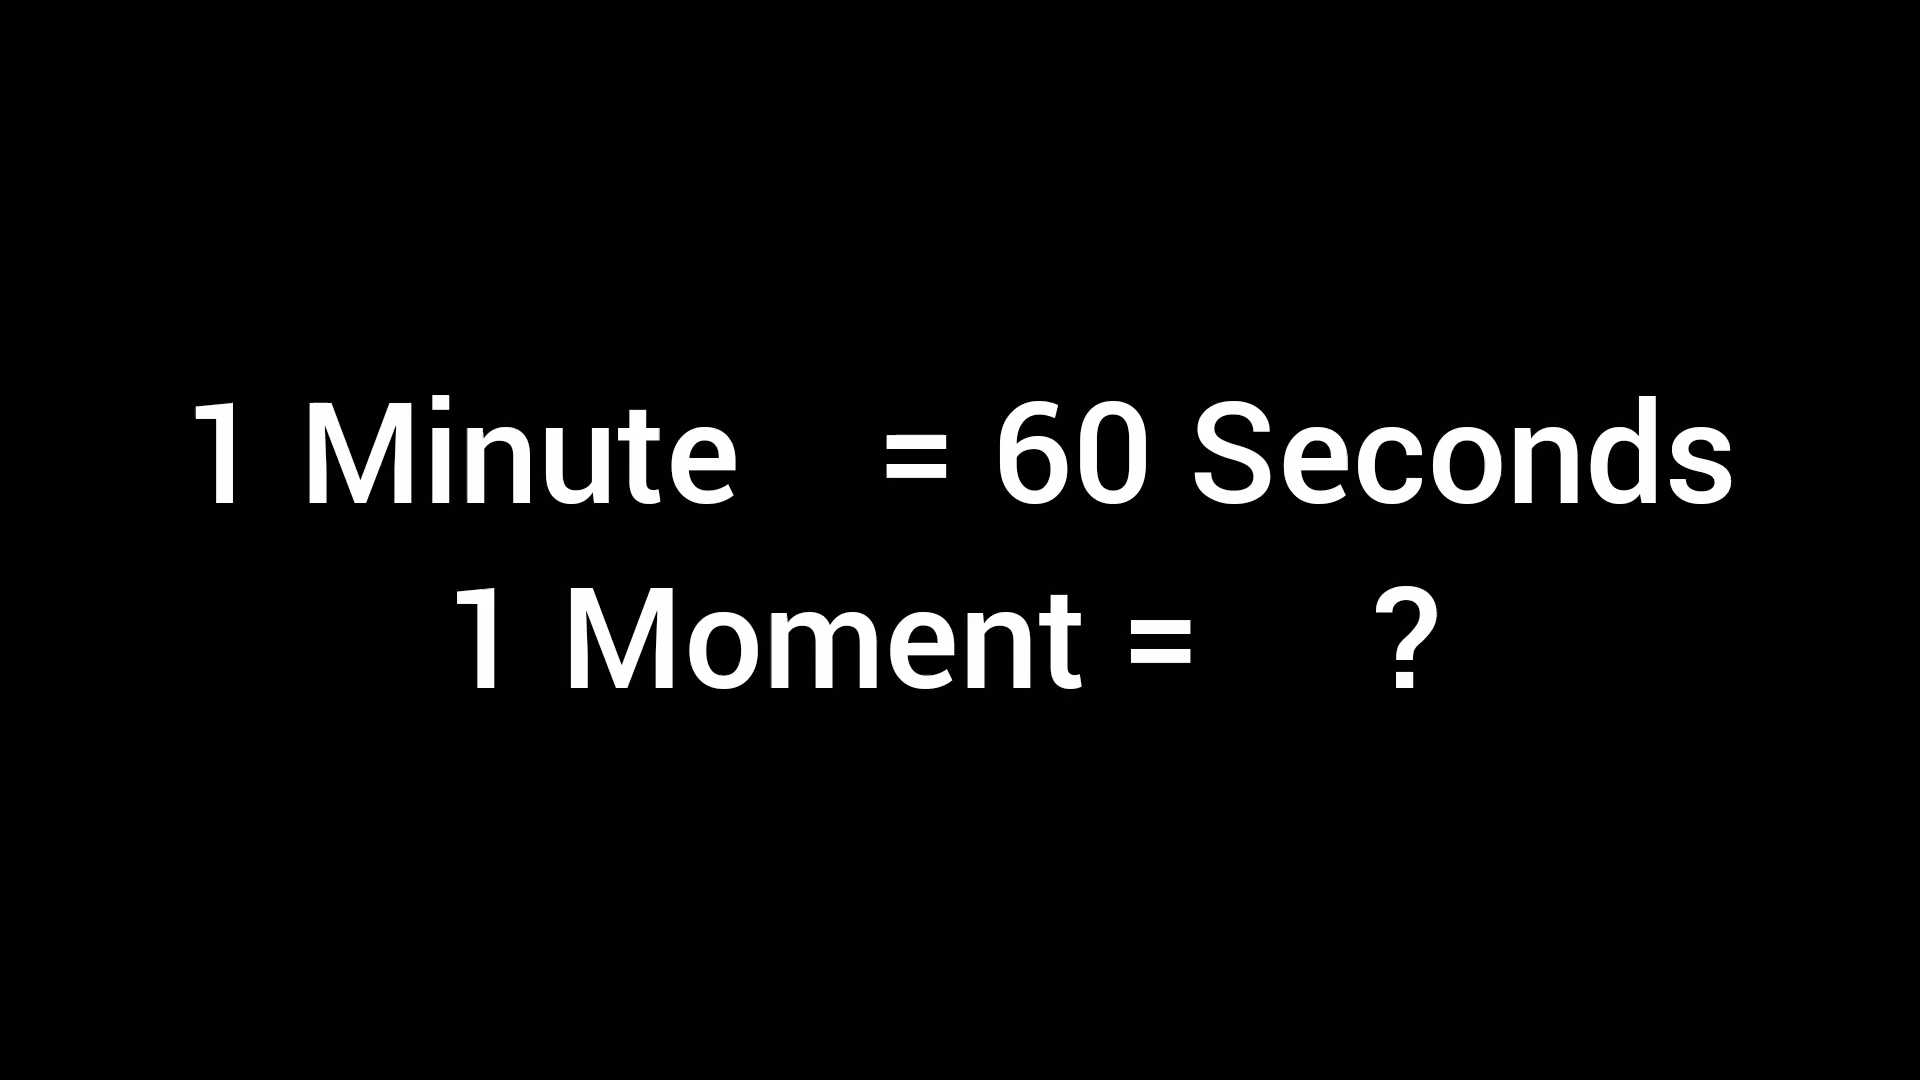 1 Minute = 60 Seconds
1 Moment = ?